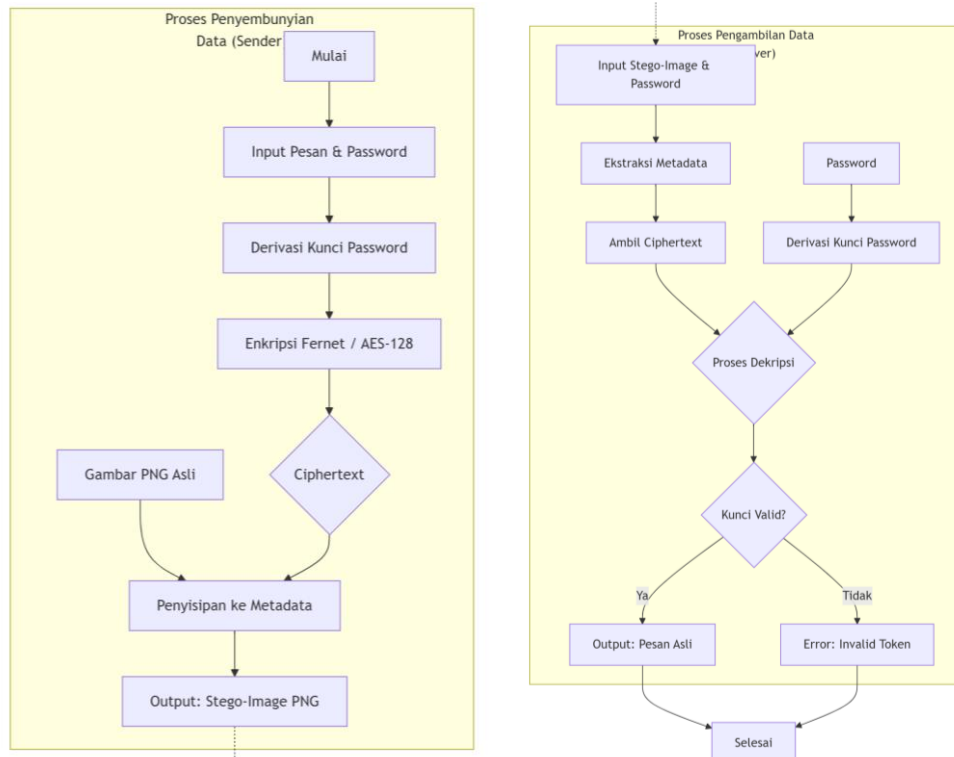 Proses Penyembunyian
Data (Sender
Mulai
Input Pesan & Password
Derivasi Kunci Password
Enkripsi Fernet / AES-128
Gambar PNG Asli
Ciphertext
Penyisipan ke Metadata
Output: Stego-Image PNG
Proses Pengambilan Data
ver)
Input Stego-Image &
Password
Ekstraksi Metadata
Password
Ambil Ciphertext
Derivasi Kunci Password
Proses Dekripsi
Kunci Valid?
Ya
Tidak
Output: Pesan Asli
Error: Invalid Token
Selesai